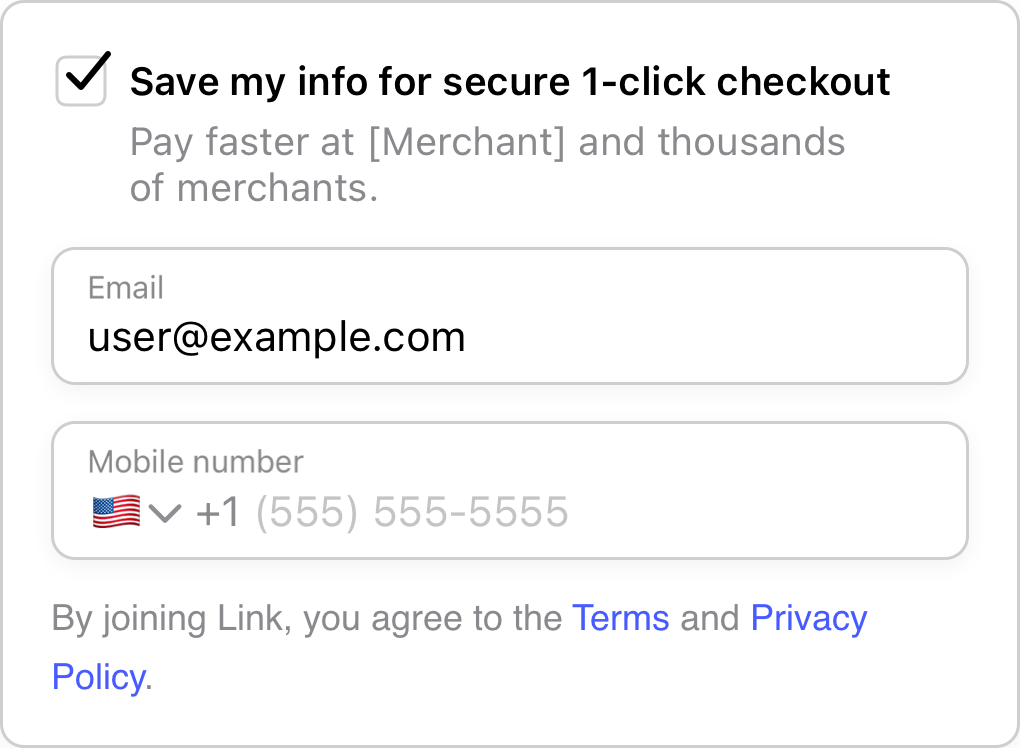 Save my info for secure 1-click checkout
Pay faster at [Merchant] and thousands
of merchants.
Email
user@example.com
Mobile number
+1 (555) 555-5555
By joining Link, you agree to the Terms and Privacy
Policy.